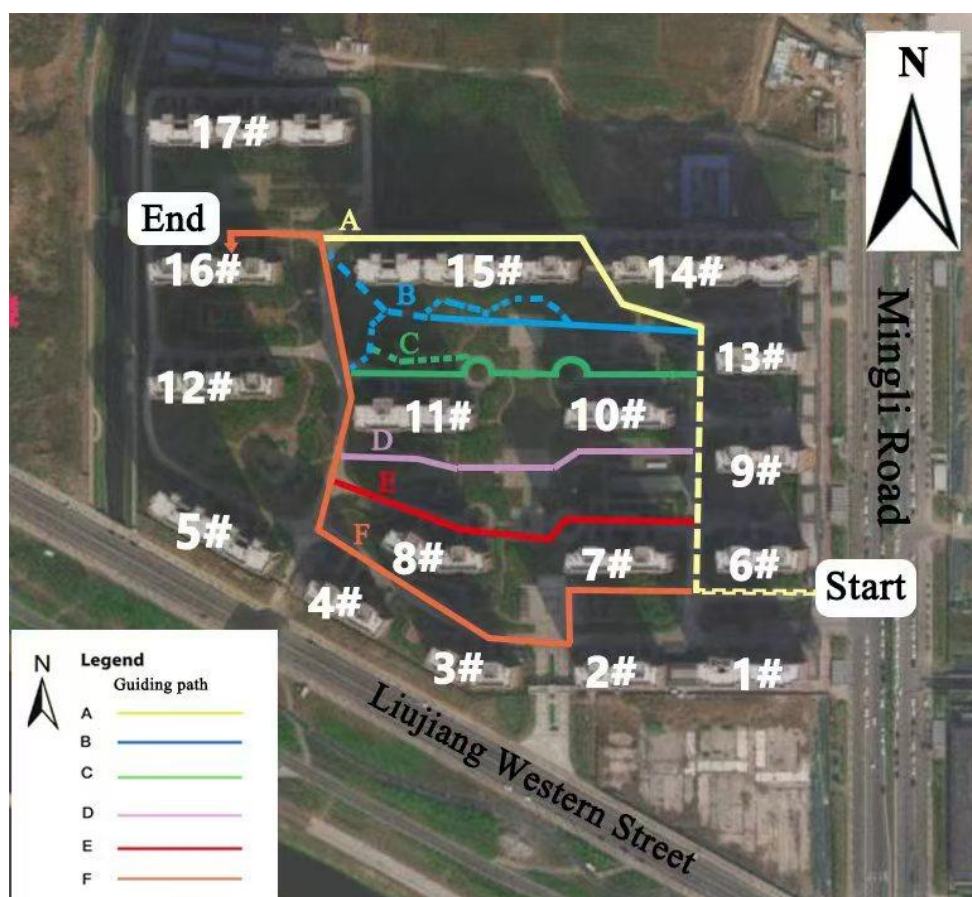 N
17#
End
A
16#
15#
14#
B
C
13#
12#
11#
10#
D
9#
E
5#
F
8#
7#
6#
Start
4#
3#
2#
1#
Mingli Road
Liujiang Western Street
N
Legend
Guiding path
A
B
C
D
E
F